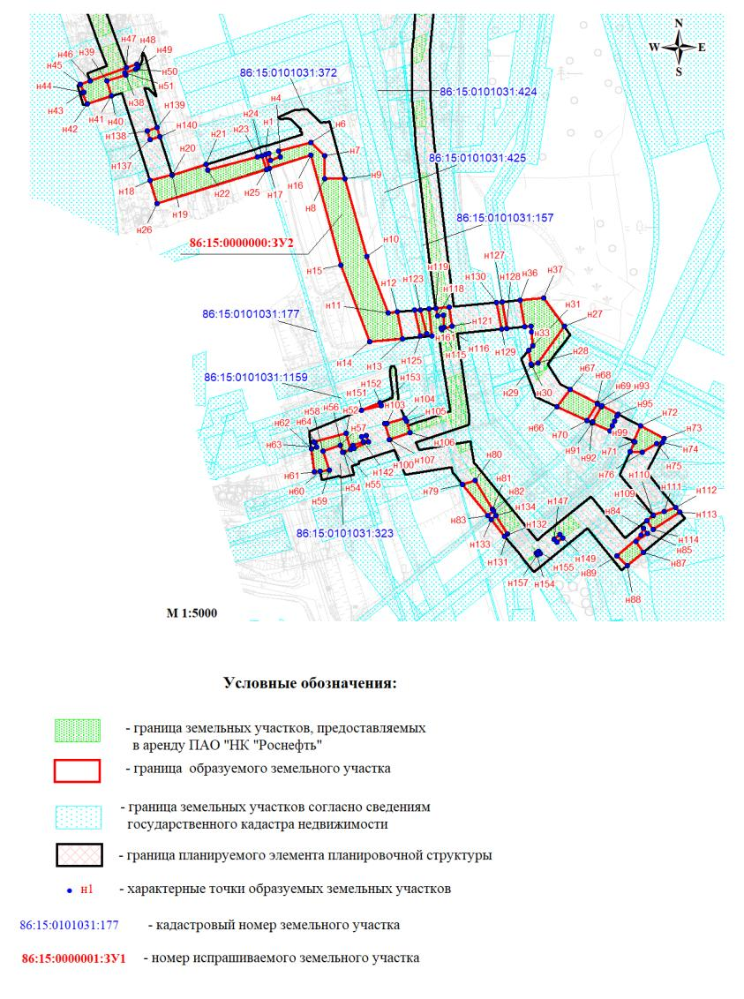 N
W E
S
н47 н48
н46 н39 н49
н45 н50
н44 н51
н43 н38
н42 н41 н40 н139
н138 н140
н137 н20 н21
н18 н22
н19
н26
86:15:0101031:372
86:15:0101031:424
н4
н24 н1 н6
н23 н7
н16 н9
н25 н17 н8
86:15:0101031:425
86:15:0101031:157
86:15:0000000:ЗУ2
н10
н15
н119 н127 н36 н37
н12 н123 н118 н130 н128 н31
н11 н27
86:15:0101031:177
н33
н14 н13 н125 н161 н115 н116 н121 н129 н28
н29 н30 н67
86:15:0101031:1159
н151 н152 н153
н68 н69 н93
н58 н56 н52 н103 н104 н95
н62 н64 н57 н105 н66 н70 н99 н72
н63 н106 н91 н92 н71 н73
н61 н142 н100 н107 н74
н60 н59 н54 н55 н76 н75
н80 н110
н79 н81 н109 н111 н112
н82
н83 н134 н147 н84 н113
н132
86:15:0101031:323
н133 н131 н149 н114
н155 н89 н85
н157 н154 н87
н88
М 1:5000
Условные обозначения:
- граница земельных участков, предоставляемых
в аренду ПАО "НК "Роснефть"
- граница образуемого земельного участка
- граница земельных участков согласно сведениям
государственного кадастра недвижимости
- граница планируемого элемента планировочной структуры
н1 - характерные точки образуемых земельных участков
86:15:0101031:177 - кадастровый номер земельного участка
86:15:0000001:ЗУ1 - номер испрашиваемого земельного участка